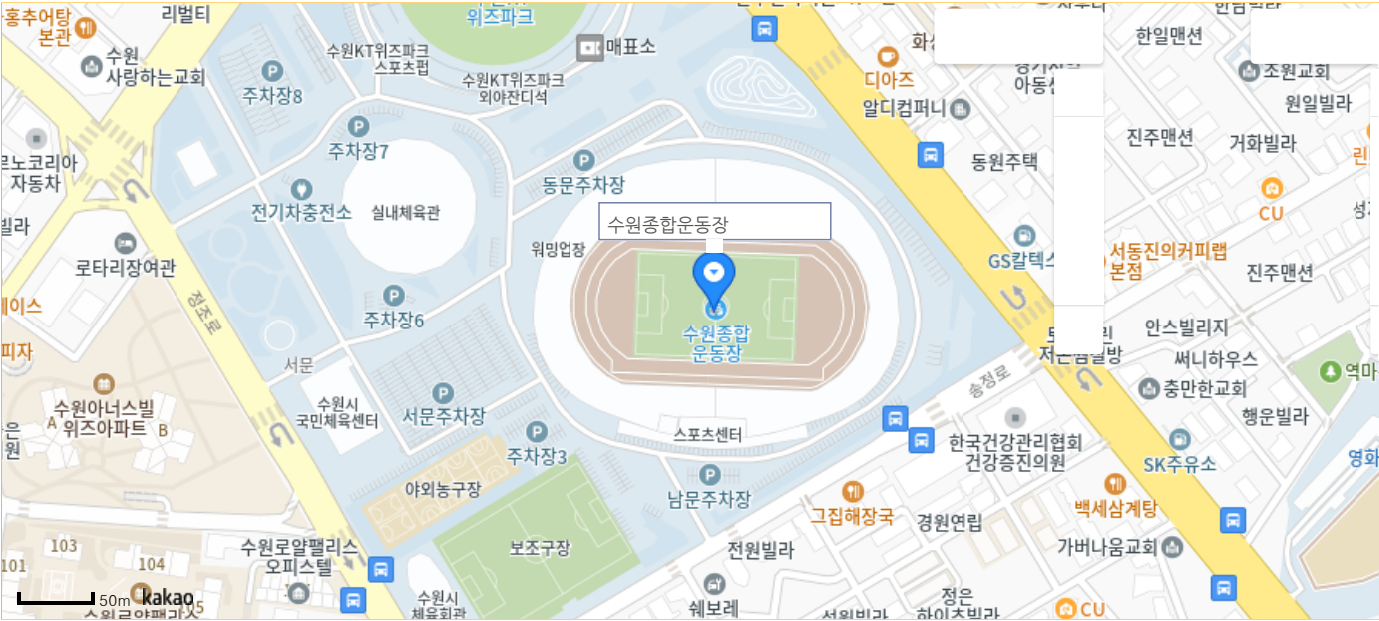 위즈파크
리벌티
홍추어탕
본관
수원
사랑하는교회
수원KT위즈파크
스포츠펍
매표소
수원KT위즈파크
외야잔디석
주차장8
주차장7
디아즈
알디컴퍼니
한일맨션
조원교회
원일빌라
진주맨션
거화빌라
동원주택
자동차
전기차충전소
실내체육관
동문주차장
CU
수원종합운동장
워밍업장
로타리장여관
GS칼텍스
서동진의커피랩
본점
진주맨션
정조로
주차장6
수원종합
운동장
안스빌리지
써니하우스
서문
송정로
충만한교회
수원아너스빌
위즈아파트
A
B
수원시
국민체육센터
서문주차장
행운빌라
스포츠센터
한국건강관리협회
건강증진의원
주차장3
SK주유소
야외농구장
남문주차장
그집해장국
백세삼계탕
경원연립
103
104
101
수원로얄팰리스
오피스텔
보조구장
전원빌라
가버나움교회
50m
kakao
105
수원시
체육회관
쉐보레
정은
하이츠빌라
CU